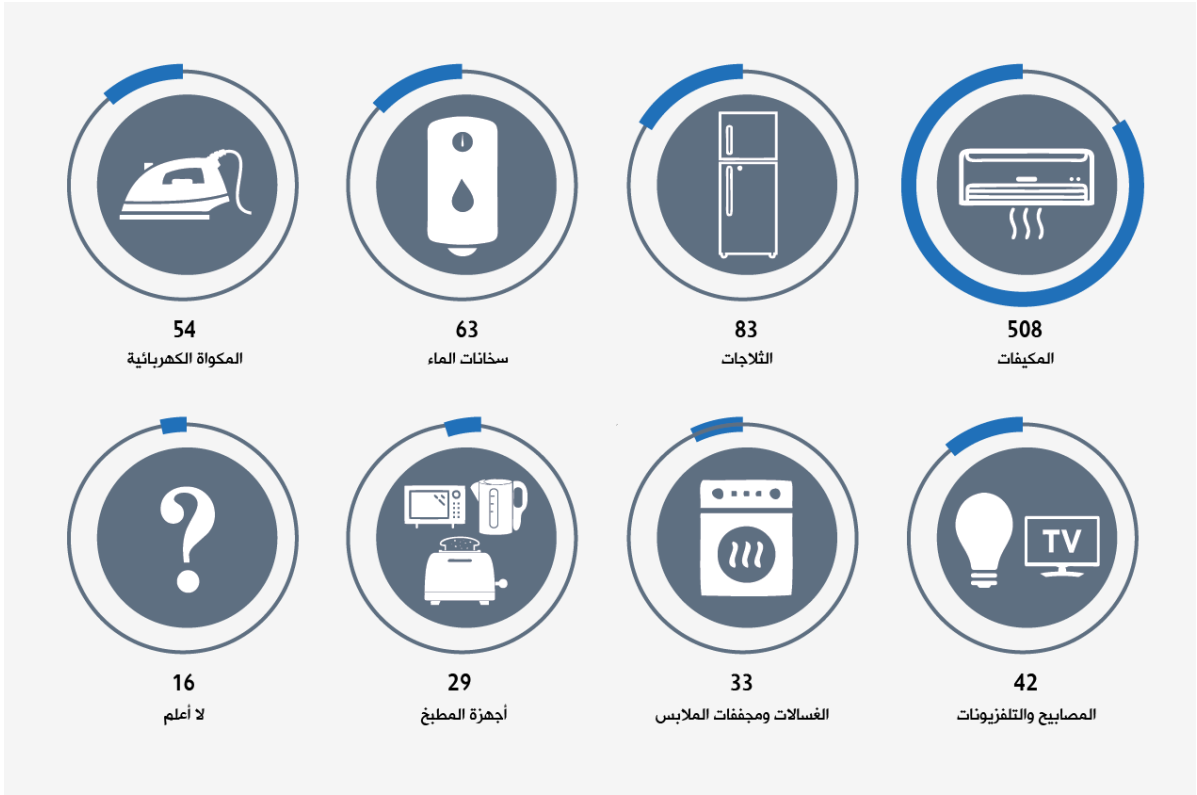 508
المكيفات
83
الثلاجات
63
سخانات الماء
54
المكواة الكهربائية
TV
42
المصابيح والتلفزيونات
33
الغسالات ومجففات الملابس
29
أجهزة المطبخ
16
لا أعلم